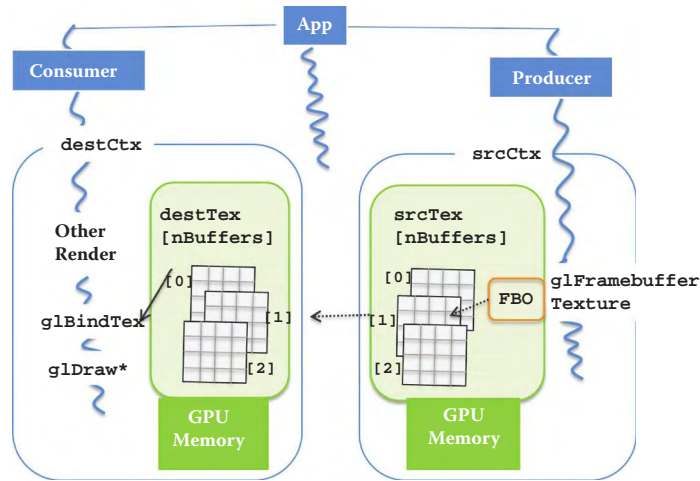 App
Consumer
Producer
destCtx
srcCtx
destTex
[nBuffers]
srcTex
[nBuffers]
Other
Render
[0]
[1]
[2]
glBindTex
glDraw*
[0]
[1]
[2]
FBO
glFramebuffer
Texture
GPU
Memory
GPU
Memory